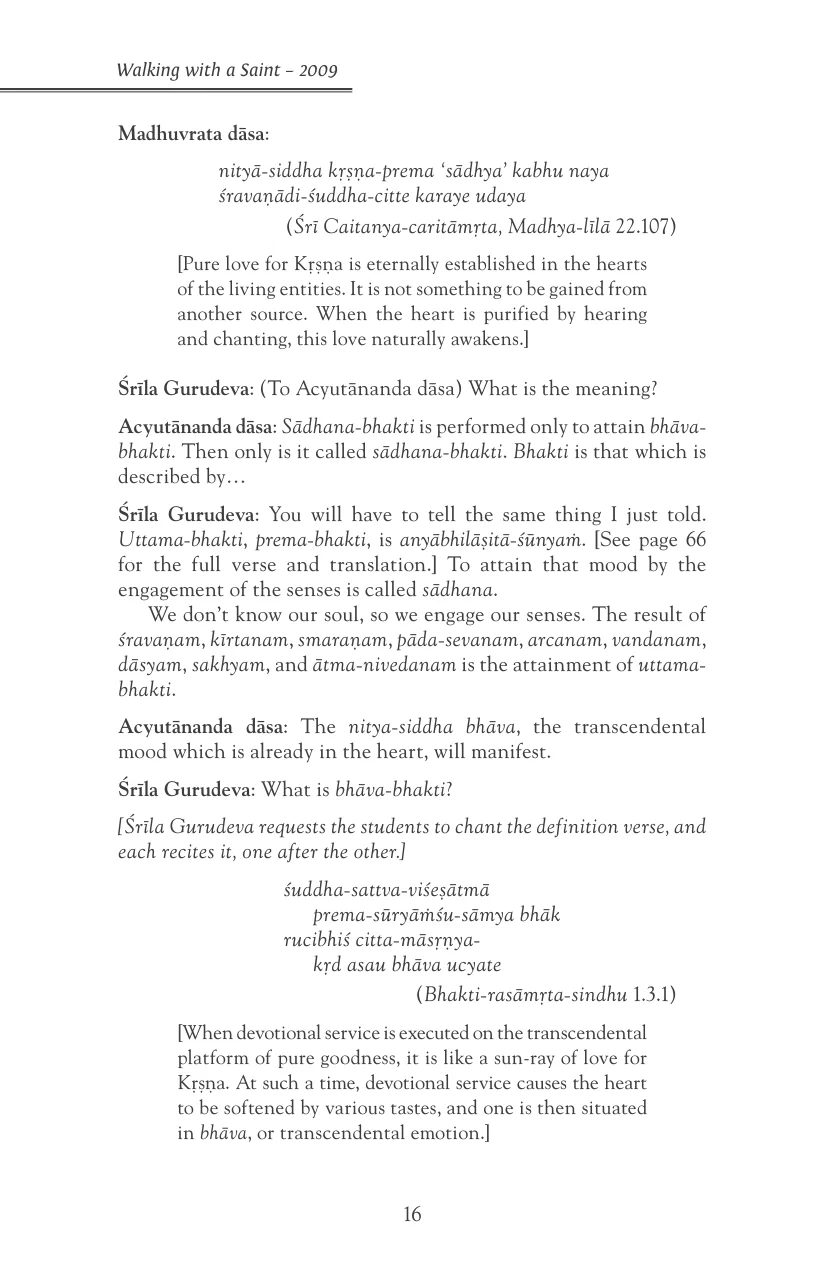 Walking with a Saint – 2009
Madhuvrata dāsa:
nityā-siddha kṛṣṇa-prema ‘sādhya’ kabhu naya
śravaṇādi-śuddha-citte karaye udaya
(Śrī Caitanya-caritāmṛta, Madhya-līlā 22.107)
[Pure love for Kṛṣṇa is eternally established in the hearts
of the living entities. It is not something to be gained from
another source. When the heart is purified by hearing
and chanting, this love naturally awakens.]
Śrīla Gurudeva: (To Acyutānanda dāsa) What is the meaning?
Acyutānanda dāsa: Sādhana-bhakti is performed only to attain bhāva-
bhakti. Then only is it called sādhana-bhakti. Bhakti is that which is
described by…
Śrīla Gurudeva: You will have to tell the same thing I just told.
Uttama-bhakti, prema-bhakti, is anyābhilāṣitā-śūnyaṁ. [See page 66
for the full verse and translation.] To attain that mood by the
engagement of the senses is called sādhana.
We don’t know our soul, so we engage our senses. The result of
śravaṇam, kīrtanam, smaraṇam, pāda-sevanam, arcanam, vandanam,
dāsyam, sakhyam, and ātma-nivedanam is the attainment of uttama-
bhakti.
Acyutānanda dāsa: The nitya-siddha bhāva, the transcendental
mood which is already in the heart, will manifest.
Śrīla Gurudeva: What is bhāva-bhakti?
[Śrīla Gurudeva requests the students to chant the definition verse, and
each recites it, one after the other.]
śuddha-sattva-viśeṣātmā
prema-sūryāṁśu-sāmya bhāk
rucibhiś citta-māsṛṇya-
kṛd asau bhāva ucyate
(Bhakti-rasāmṛta-sindhu 1.3.1)
[When devotional service is executed on the transcendental
platform of pure goodness, it is like a sun-ray of love for
Kṛṣṇa. At such a time, devotional service causes the heart
to be softened by various tastes, and one is then situated
in bhāva, or transcendental emotion.]
16